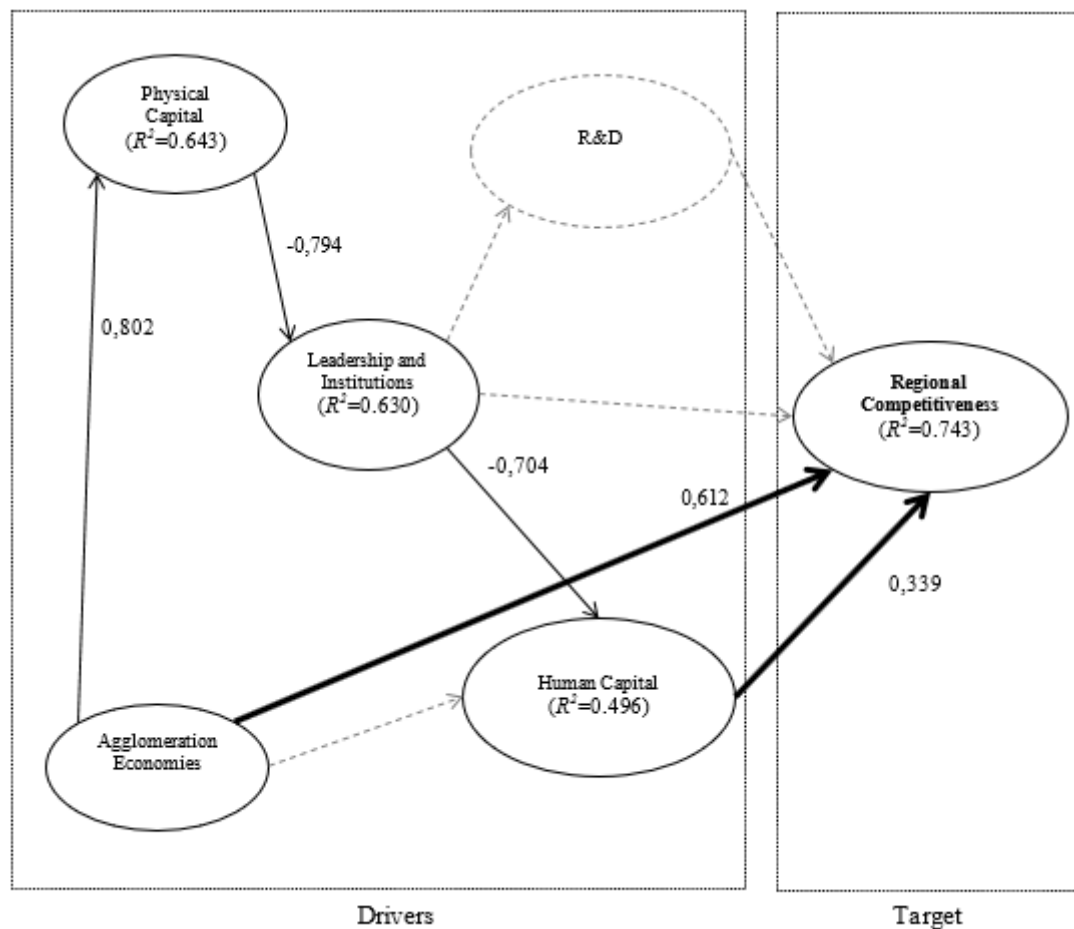 Physical
Capital
(R²=0.643)
R&D
-0,794
0,802
Leadership and
Institutions
(R²=0.630)
Regional
Competitiveness
(R²=0.743)
-0,704
0,612
0,339
Human Capital
(R²=0.496)
Agglomeration
Economies
Drivers
Target